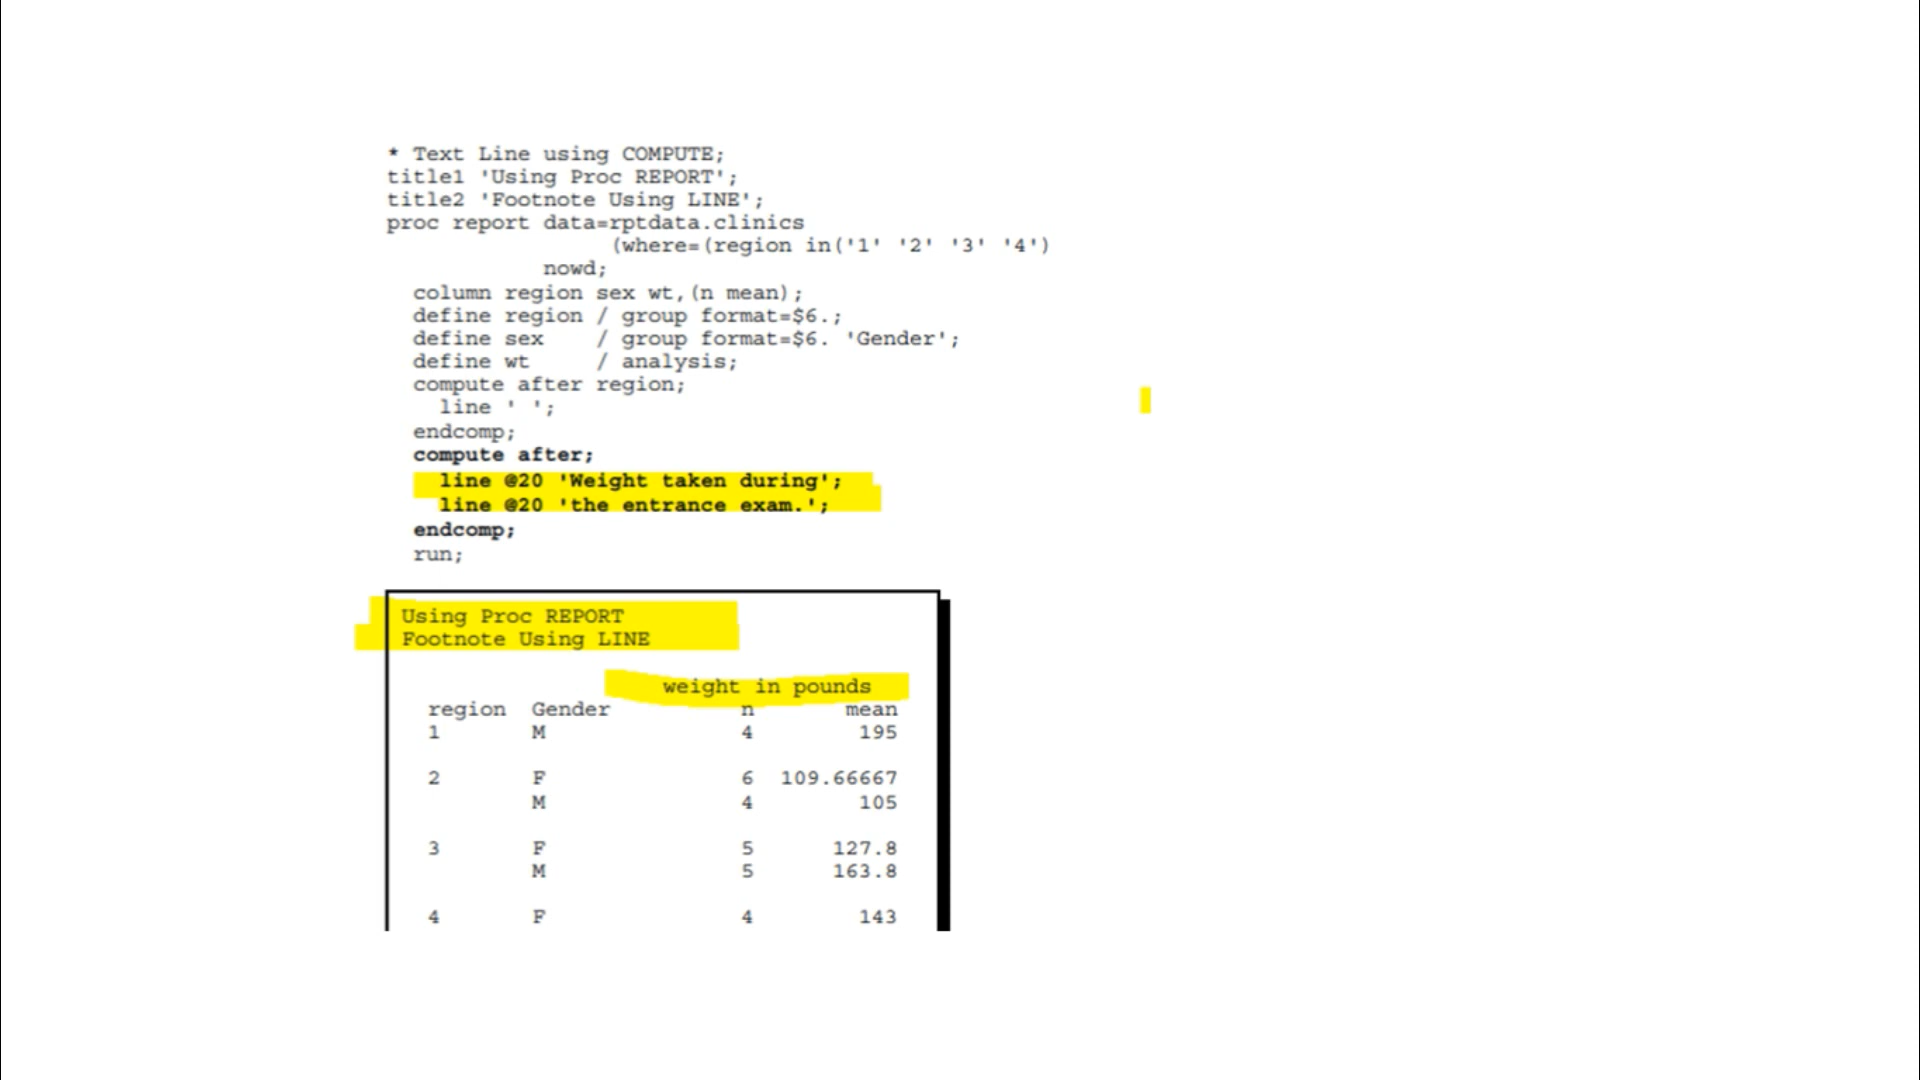 * Text Line using COMPUTE;
title1 'Using Proc REPORT';
title2 'Footnote Using LINE';
proc report data=rptdata.clinics
(where=(region in('1' '2' '3' '4')
nowd;
column region sex wt,(n mean);
define region / group format=$6.;
define sex / group format=$6. 'Gender';
define wt / analysis;
compute after region;
line ' ';
endcomp;
compute after;
line @20 'Weight taken during';
line @20 'the entrance exam.';
endcomp;
run;
Using Proc REPORT
Footnote Using LINE
weight in pounds
region Gender n mean
1 M 4 195
2 F 6 109.66667
M 4 105
3 F 5 127.8
M 5 163.8
4 F 4 143